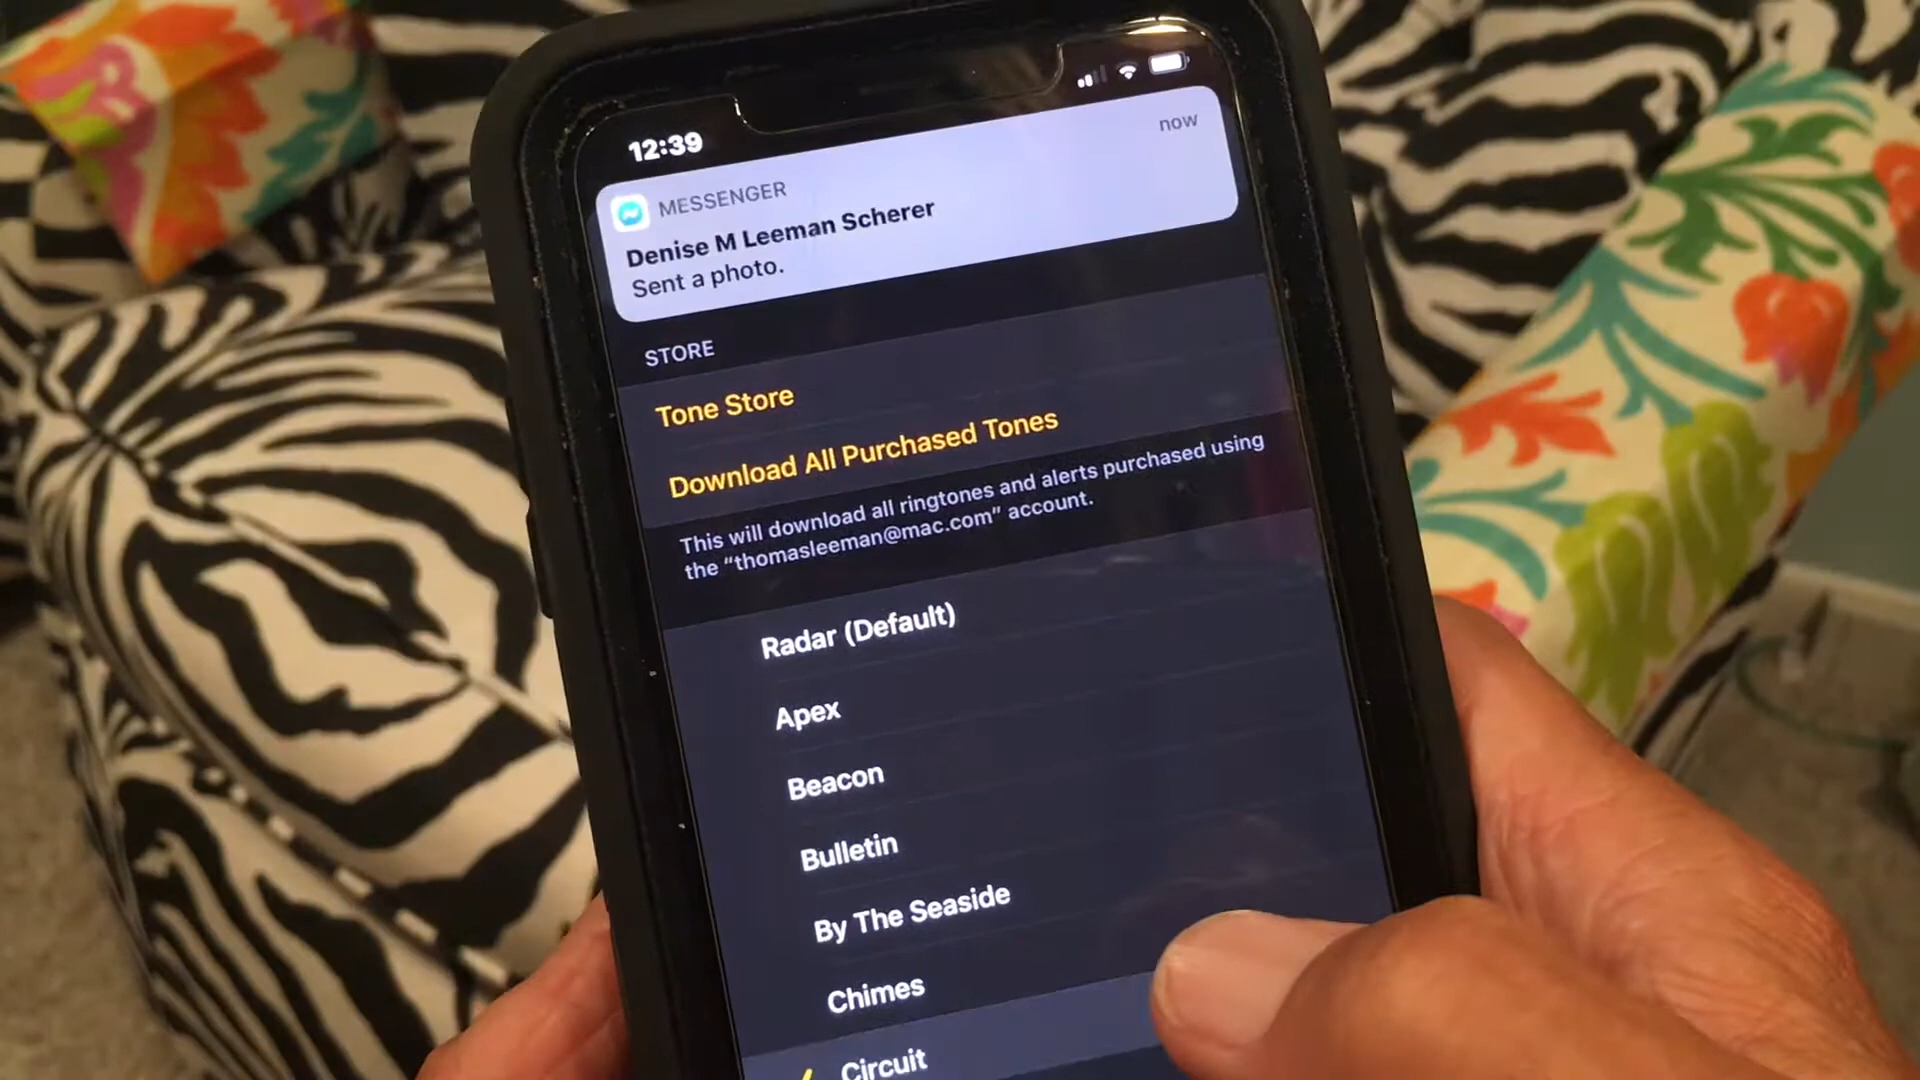 12:39
MESSENGER
now
Denise M Leeman Scherer
Sent a photo.
STORE
Tone Store
Download All Purchased Tones
This will download all ringtones and alerts purchased using
the “thomasleeman@mac.com” account.
Radar (Default)
Apex
Beacon
Bulletin
By The Seaside
Chimes
Circuit